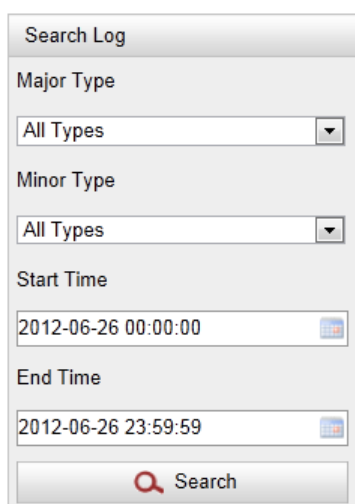 Search Log
Major Type
All Types
Minor Type
All Types
Start Time
2012-06-26 00:00:00
End Time
2012-06-26 23:59:59
Search